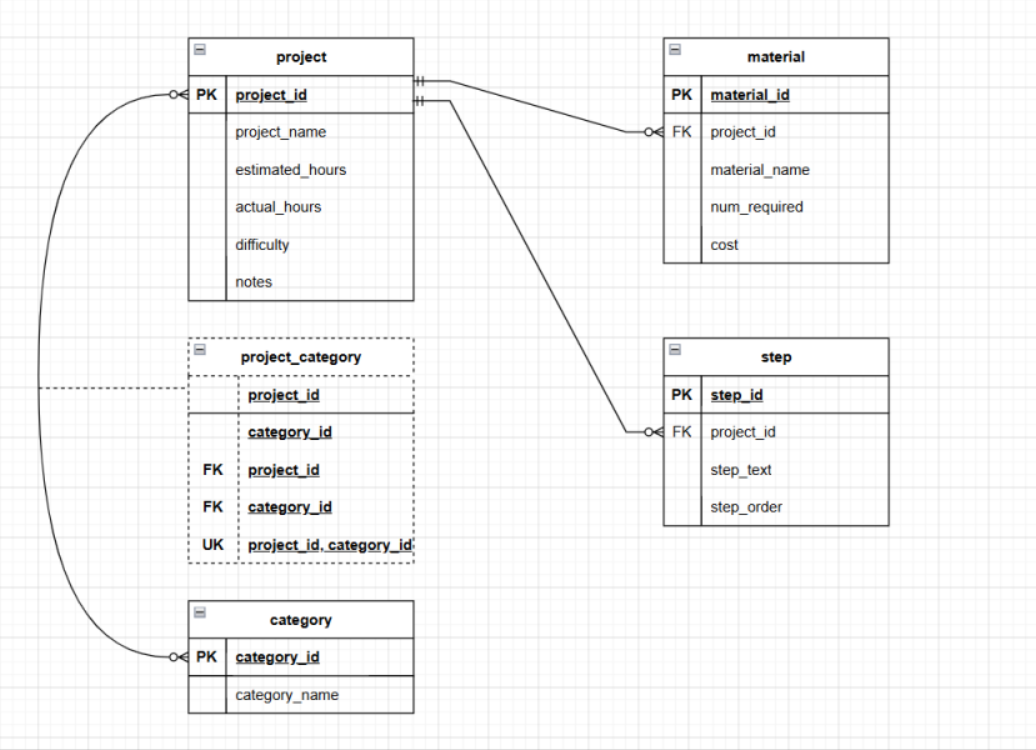 project
PK project_id
project_name
estimated_hours
actual_hours
difficulty
notes
material
PK material_id
FK project_id
material_name
num_required
cost
project_category
project_id
category_id
FK project_id
FK category_id
UK project_id, category_id
step
PK step_id
FK project_id
step_text
step_order
category
PK category_id
category_name